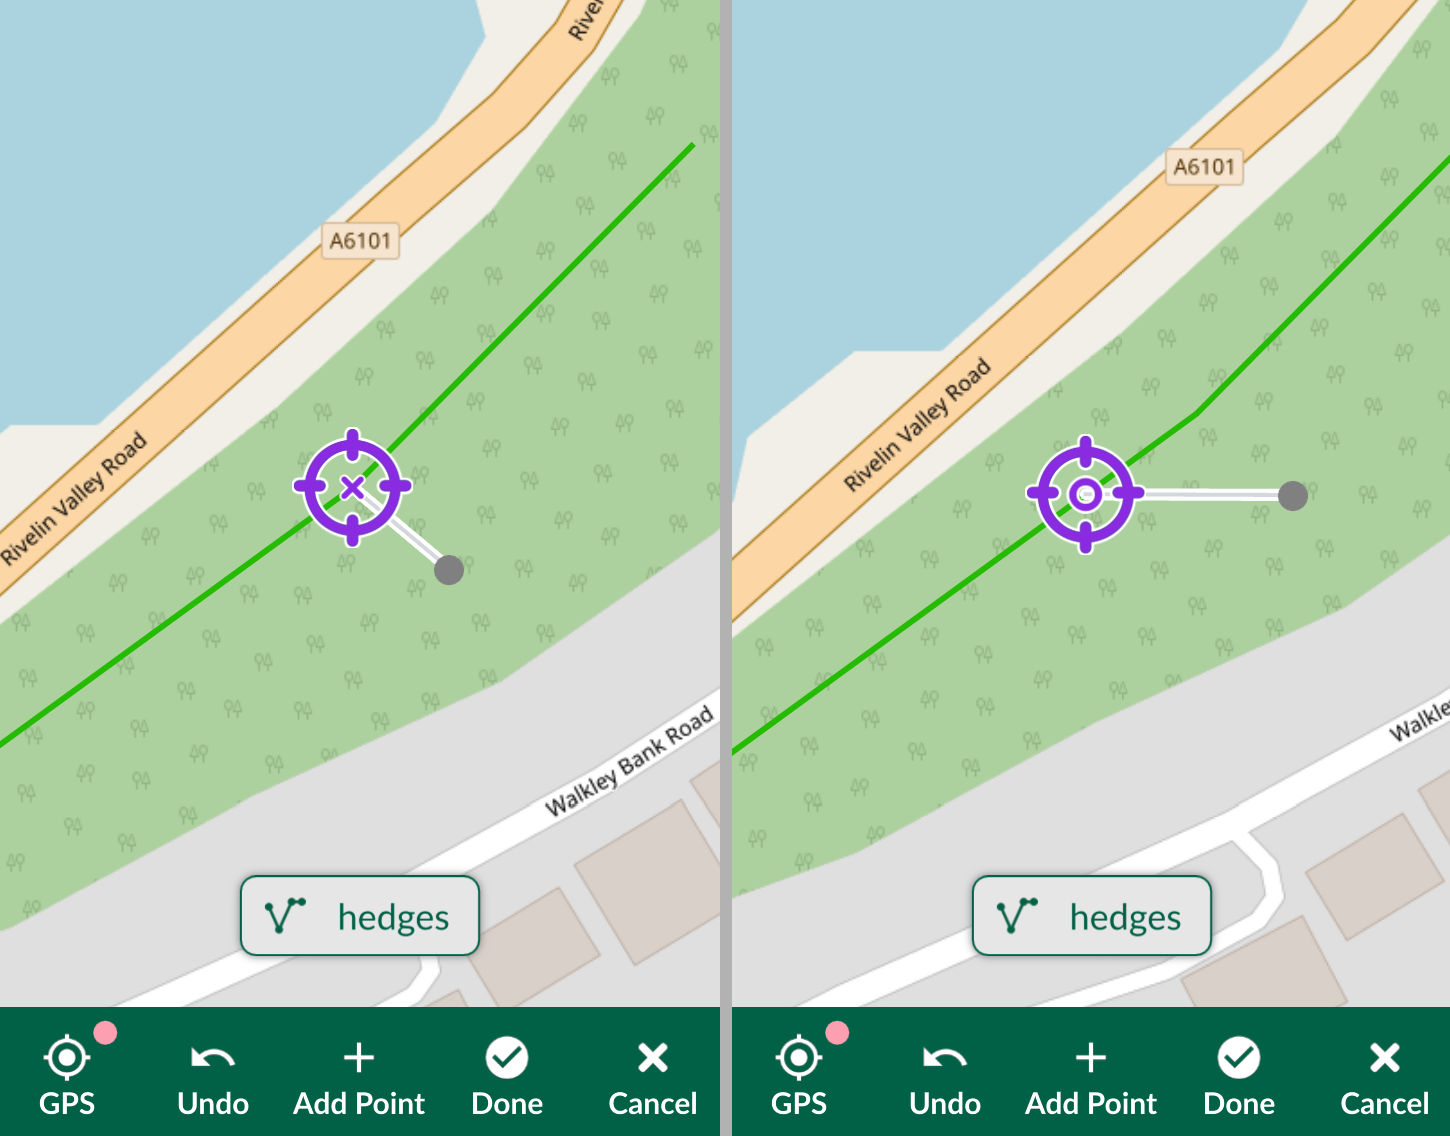 River
A6101
Rivelin Valley Road
Walkley Bank Road
hedges
GPS
Undo
Add Point
Done
Cancel
A6101
Rivelin Valley Road
Walkle
hedges
GPS
Undo
Add Point
Done
Cancel